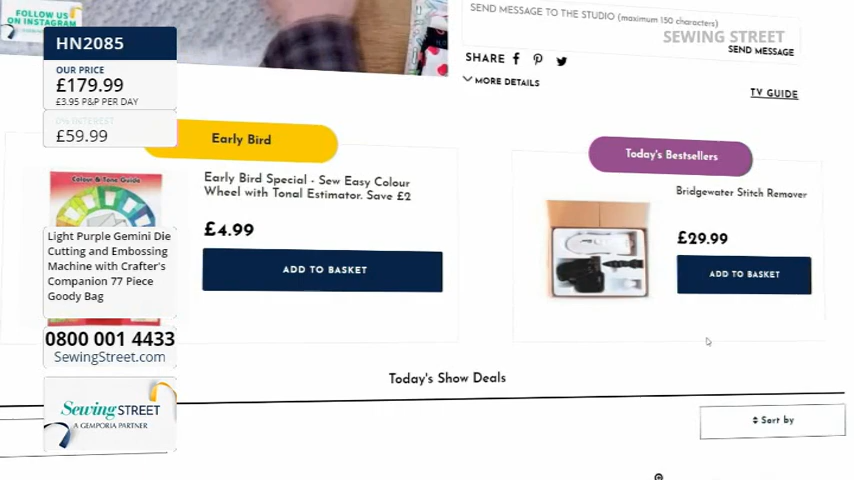 FOLLOW US
ON INSTAGRAM
HN2085
OUR PRICE
£179.99
£3.95 P&P PER DAY
0% INTEREST
£59.99
Light Purple Gemini Die
Cutting and Embossing
Machine with Crafter's
Companion 77 Piece
Goody Bag
0800 001 4433
SewingStreet.com
Sewing STREET
A GEMPORIA PARTNER
SEND MESSAGE TO THE STUDIO (maximum 150 characters)
SEWING STREET
SEND MESSAGE
SHARE
MORE DETAILS
TV GUIDE
Early Bird
Colour & Tone Guide
Early Bird Special - Sew Easy Colour
Wheel with Tonal Estimator. Save £2
£4.99
ADD TO BASKET
Today's Bestsellers
Bridgewater Stitch Remover
£29.99
ADD TO BASKET
Today's Show Deals
Sort by